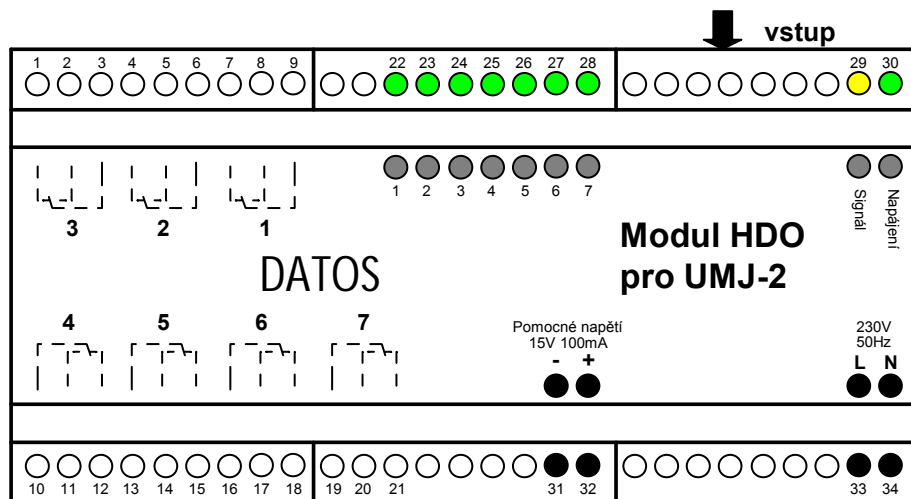 vstup
1 2 3 4 5 6 7 8 9 22 23 24 25 26 27 28 29 30
1 2 3 4 5 6 7
Signál
Napájení
3 2 1
Modul HDO
pro UMJ-2
DATOS
4 5 6 7
Pomocné napětí
15V 100mA
- +
230V
50Hz
L N
10 11 12 13 14 15 16 17 18 19 20 21 31 32 33 34